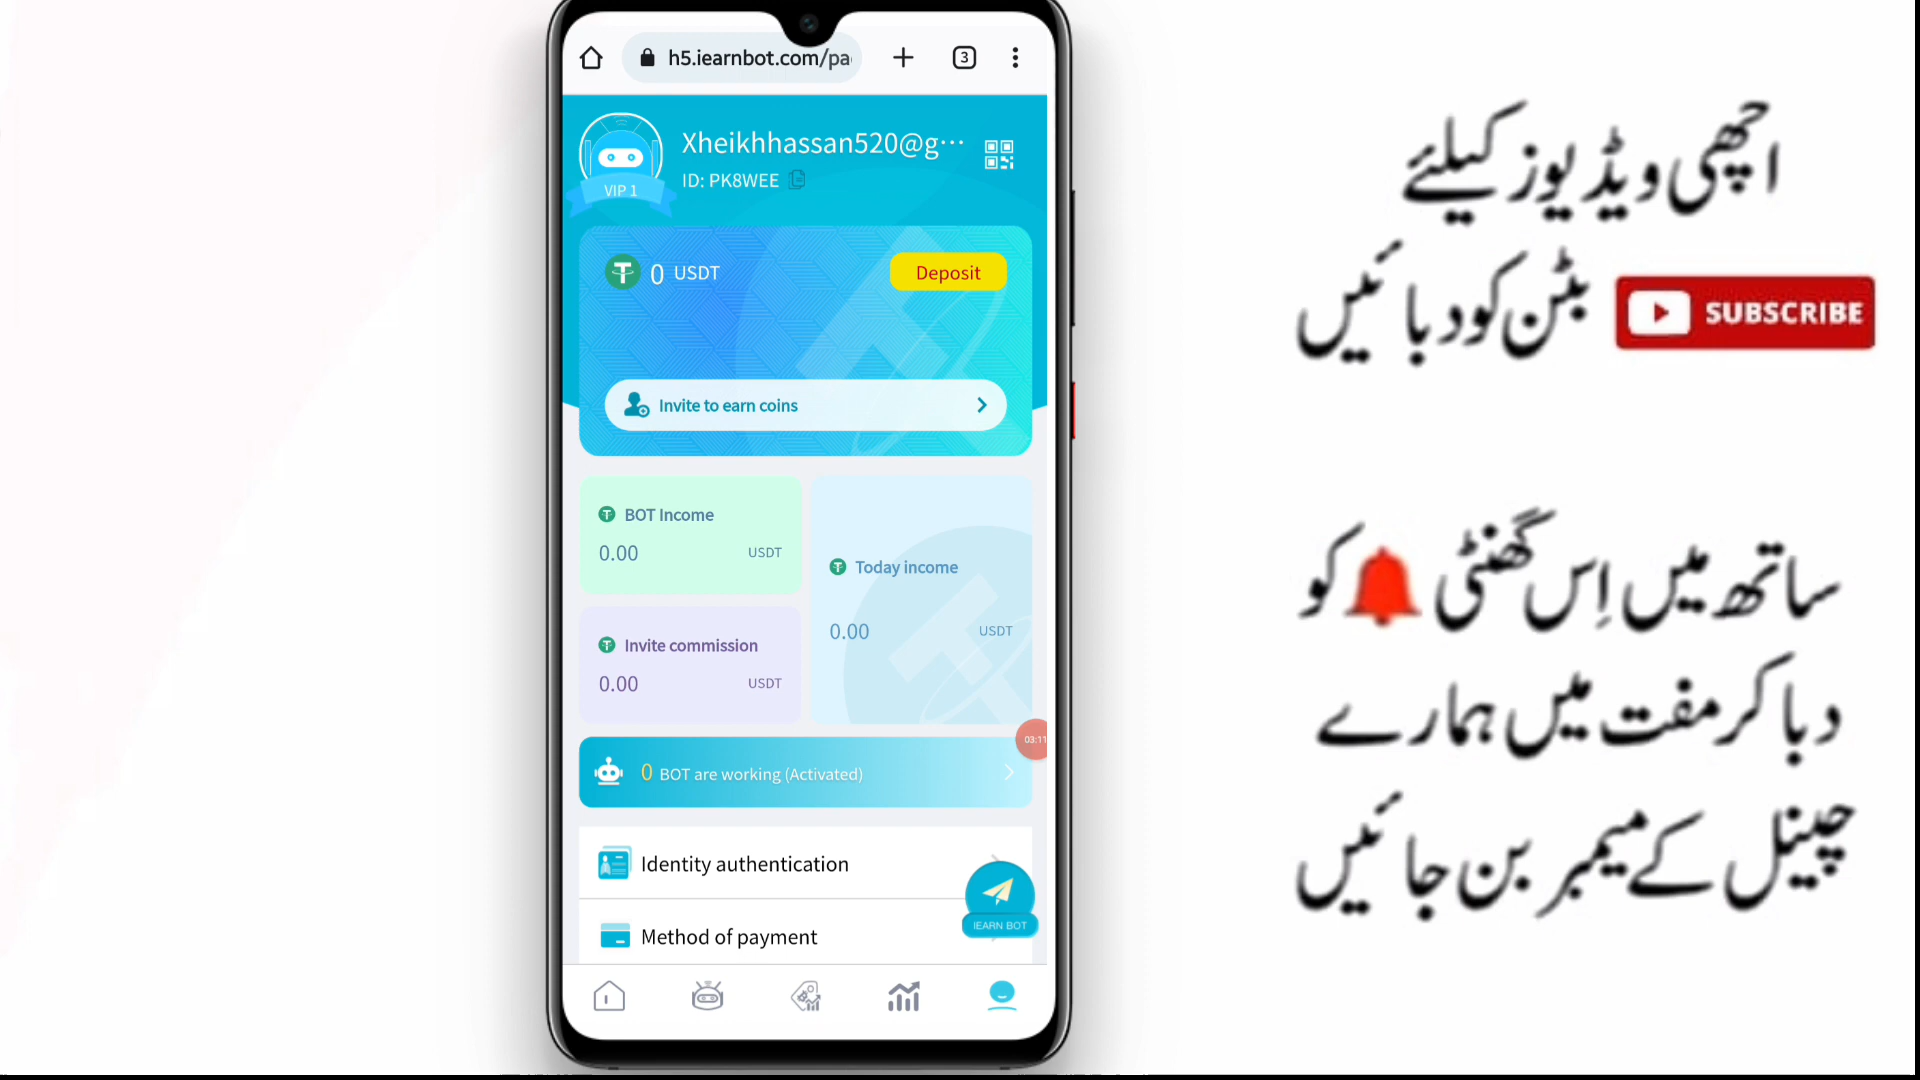 h5.iearnbot.com/pa
3
Xheikhhassan520@g···
ID: PK8WEE
VIP 1
0 USDT
Deposit
Invite to earn coins
BOT Income
0.00 USDT
Today income
0.00 USDT
Invite commission
0.00 USDT
03:11
0 BOT are working (Activated)
Identity authentication
IEARN BOT
Method of payment
اچھی ویڈیوز کیلئے
SUBSCRIBE بٹن کو دبائیں
ساتھ میں اِس گھنٹی کو
دبا کر مفت میں ہمارے
چینل کے میمبر بن جائیں